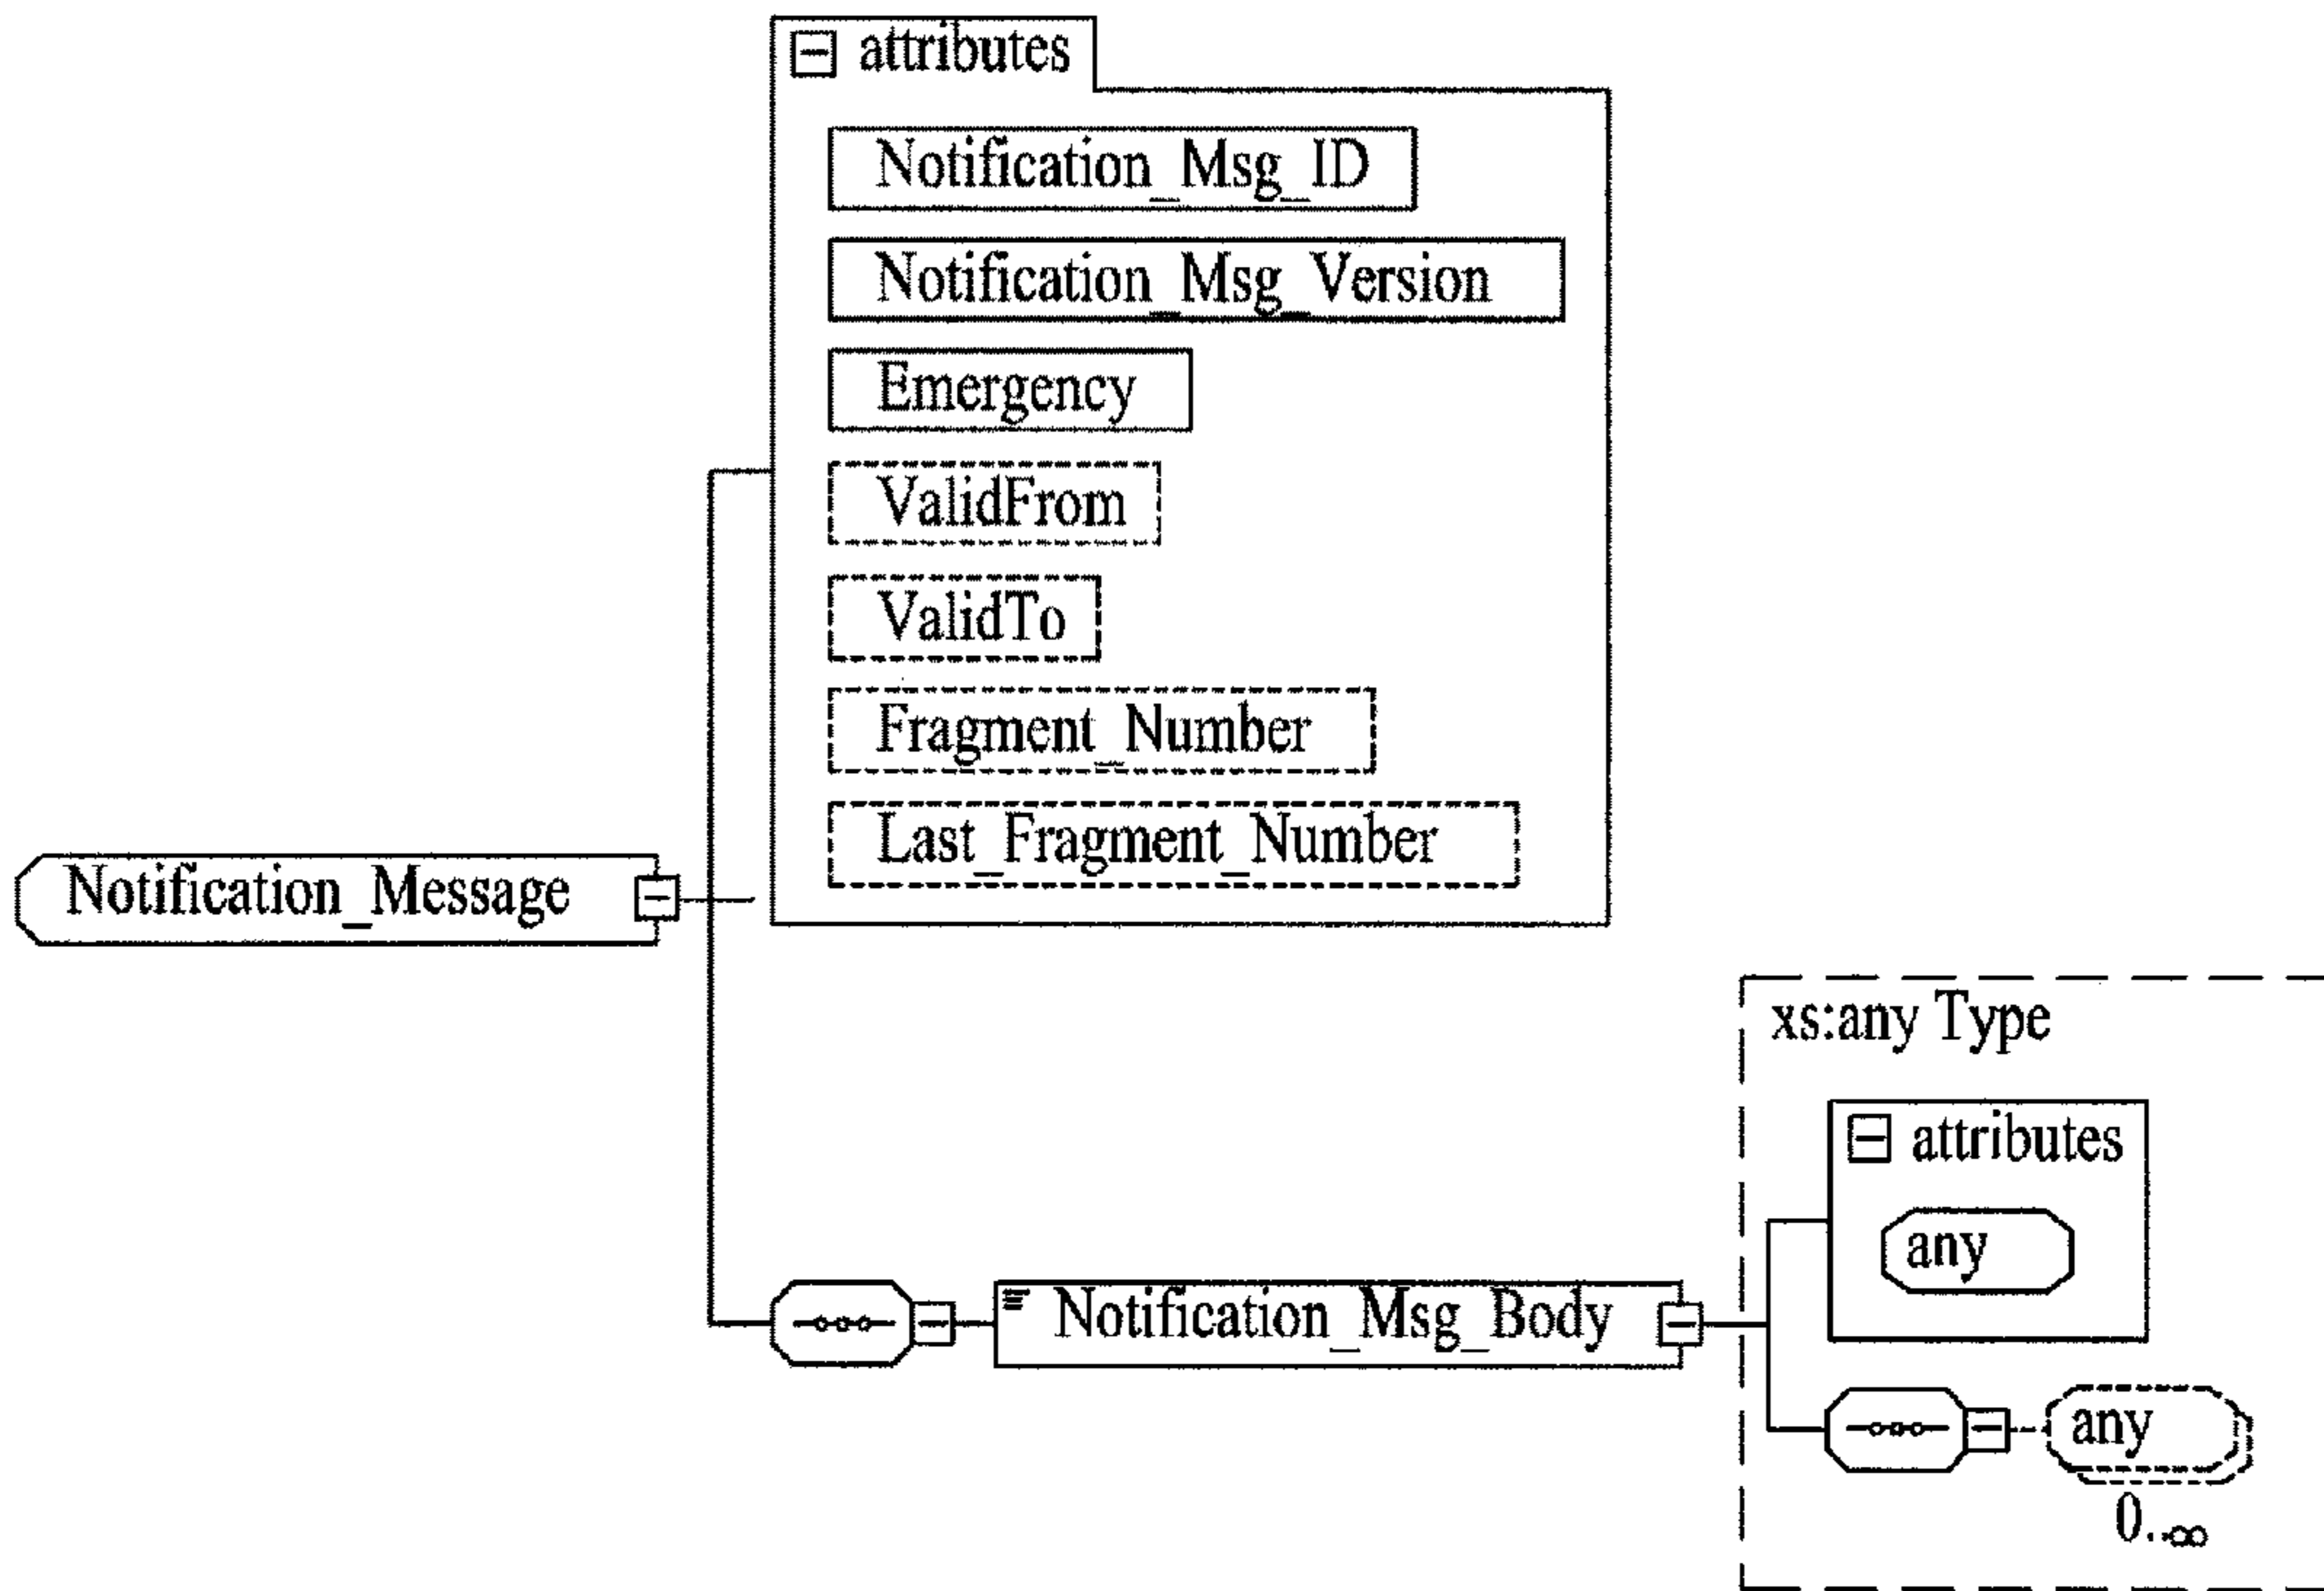 attributes
Notification_Msg_ID
Notification_Msg_Version
Emergency
ValidFrom
ValidTo
Fragment_Number
Last_Fragment_Number
Notification_Message
xs:any Type
attributes
any
Notification_Msg_Body
any
0..∞